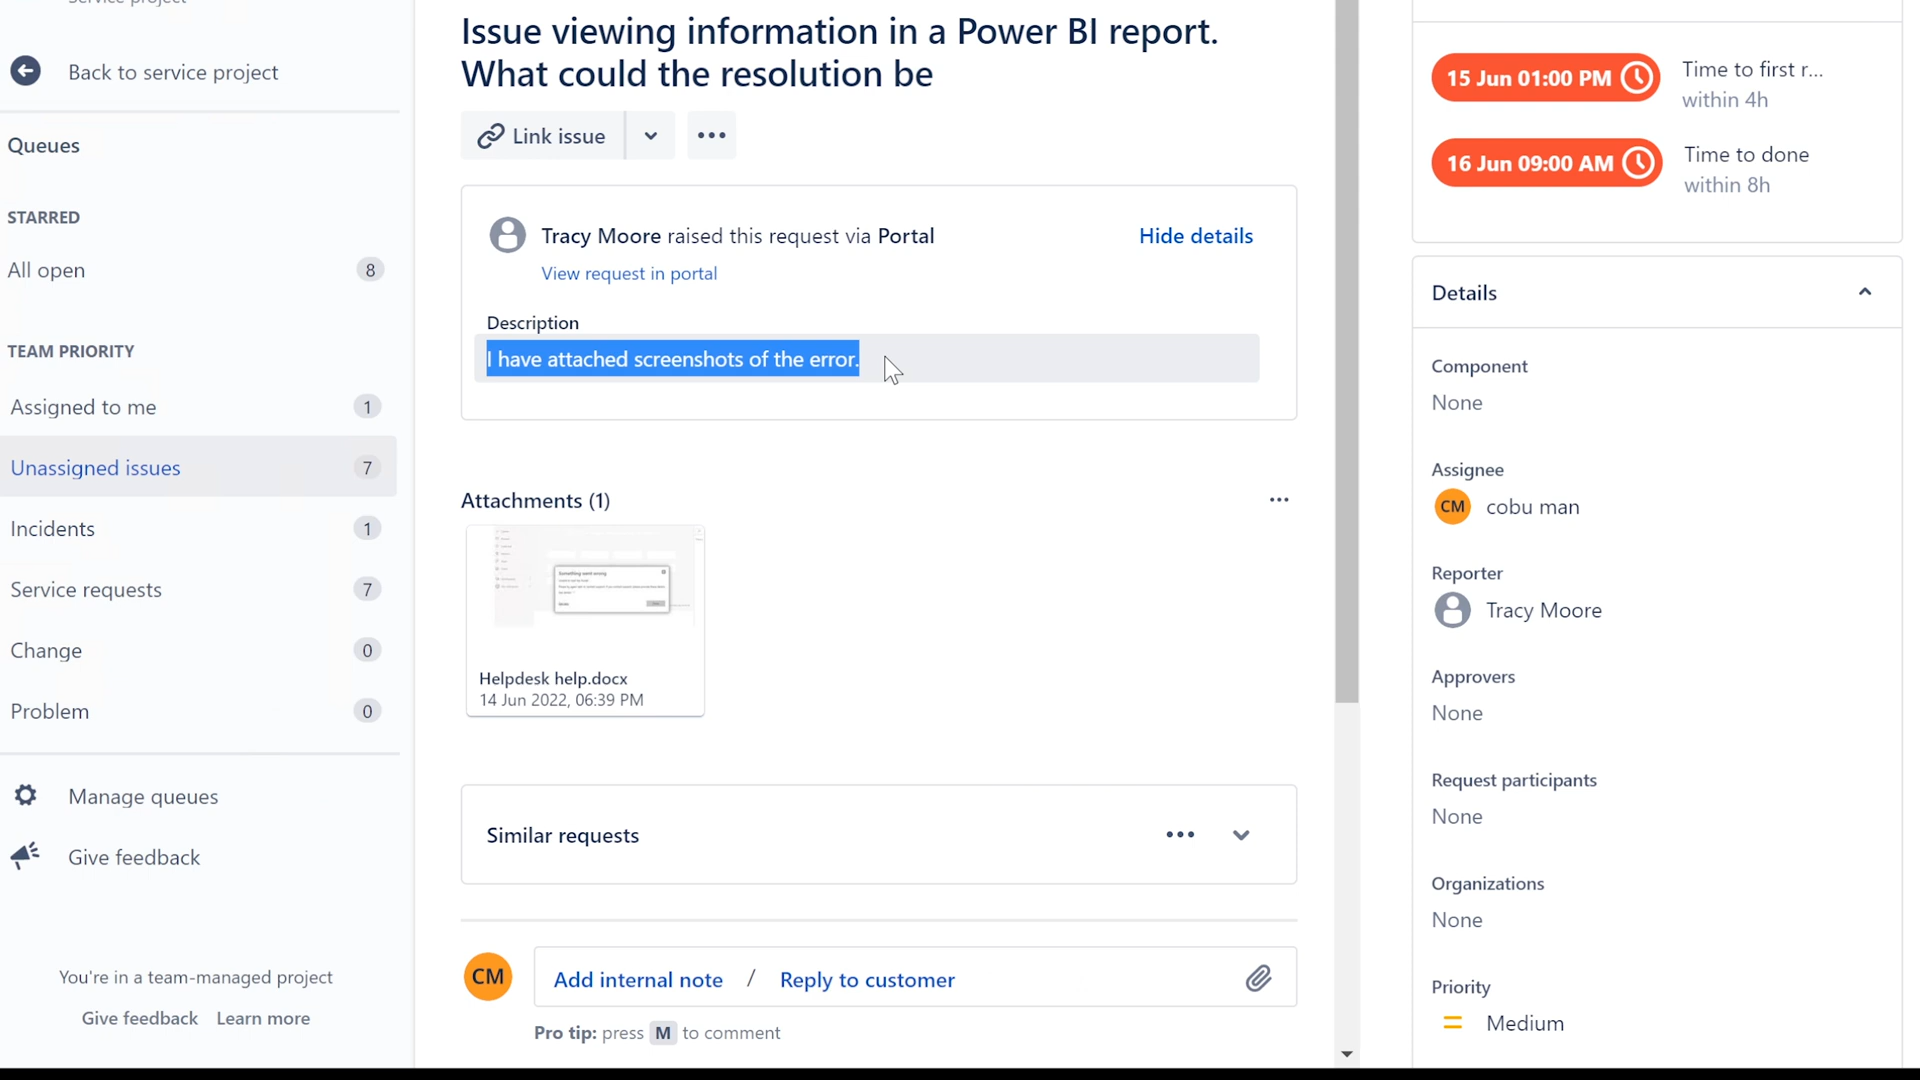 Service project
Back to service project
Queues
STARRED
All open 8
TEAM PRIORITY
Assigned to me 1
Unassigned issues 7
Incidents 1
Service requests 7
Change 0
Problem 0
Manage queues
Give feedback
You're in a team-managed project
Give feedback Learn more
Issue viewing information in a Power BI report.
What could the resolution be
Link issue
Tracy Moore raised this request via Portal
Hide details
View request in portal
Description
I have attached screenshots of the error.
Attachments (1)
Something went wrong
Helpdesk help.docx
14 Jun 2022, 06:39 PM
Similar requests
CM
Add internal note / Reply to customer
Pro tip: press M to comment
15 Jun 01:00 PM Time to first r...
within 4h
16 Jun 09:00 AM Time to done
within 8h
Details
Component
None
Assignee
CM cobu man
Reporter
Tracy Moore
Approvers
None
Request participants
None
Organizations
None
Priority
Medium